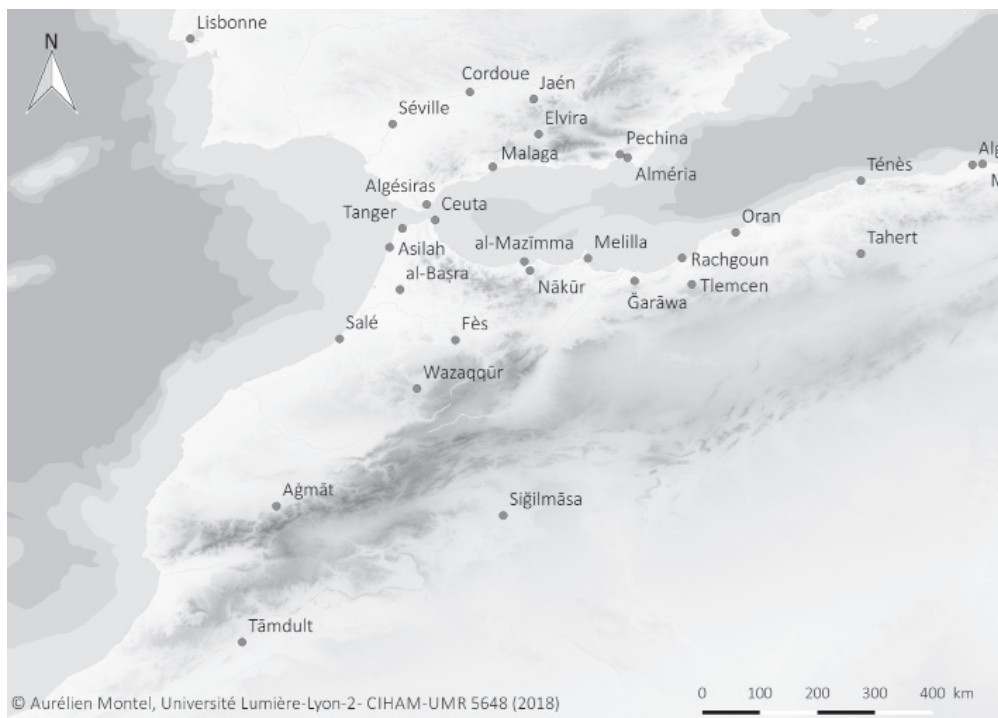 Lisbonne
N
Cordoue
Jaén
Séville
Elvira
Pechina
Malaga
Alméria
Ténès
Alg
M
Algésiras
Ceuta
Tanger
Oran
al-Mazīmma
Melilla
Tahert
Asilah
Rachgoun
al-Baṣra
Nākūr
Ğarāwa
Tlemcen
Salé
Fès
Wazaqqūr
Aġmāt
Siğilmāsa
Tāmdult
0 100 200 300 400 km
© Aurélien Montel, Université Lumière-Lyon-2- CIHAM-UMR 5648 (2018)